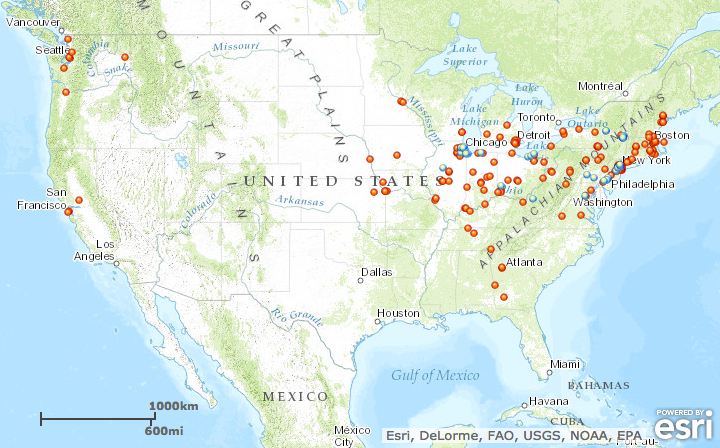 Vancouver
Seattle
Columbia
Snake
Missouri
GREAT PLAINS
MOUNTAINS
Lake
Superior
Mississippi
Lake
Michigan
Lake
Huron
Montréal
Toronto
Lake
Ontario
Detroit
Chicago
Lake
Boston
New York
Philadelphia
Washington
Ohio
APPALACHIAN MOUNTAINS
UNITED STATES
San
Francisco
Colorado
Arkansas
Los
Angeles
Dallas
Atlanta
Houston
Rio Grande
Gulf of Mexico
Miami
BAHAMAS
MÉXICO
Havana
CUBA
México
City
1000km
600mi
Esri, DeLorme, FAO, USGS, NOAA, EPA
POWERED BY
esri